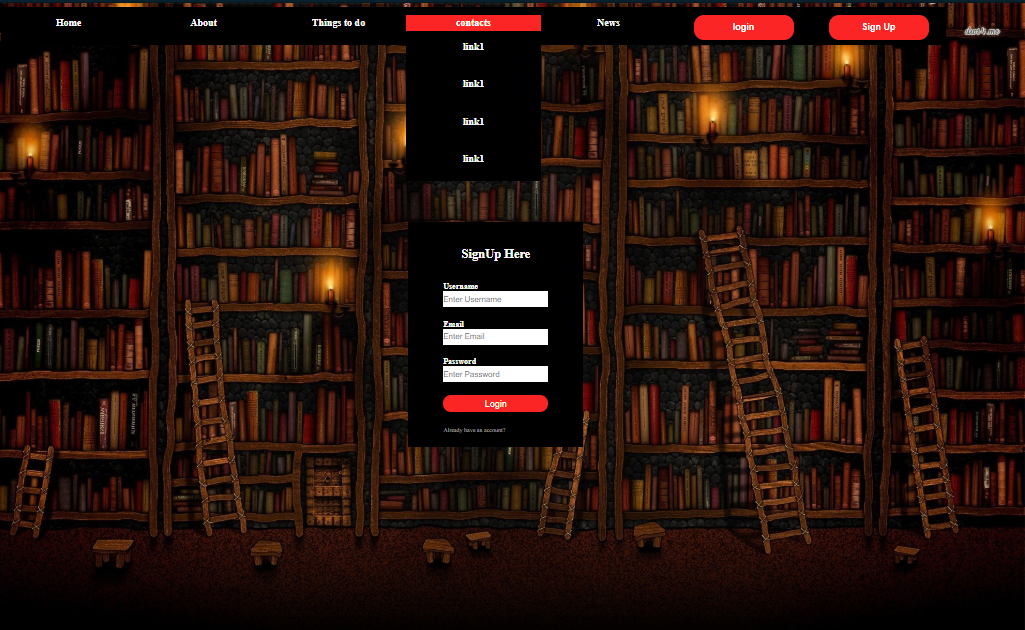 Home
About
Things to do
contacts
News
login
Sign Up
link1
link1
link1
link1
SignUp Here
Username
Enter Username
Email
Enter Email
Password
Enter Password
Login
Already have an account?